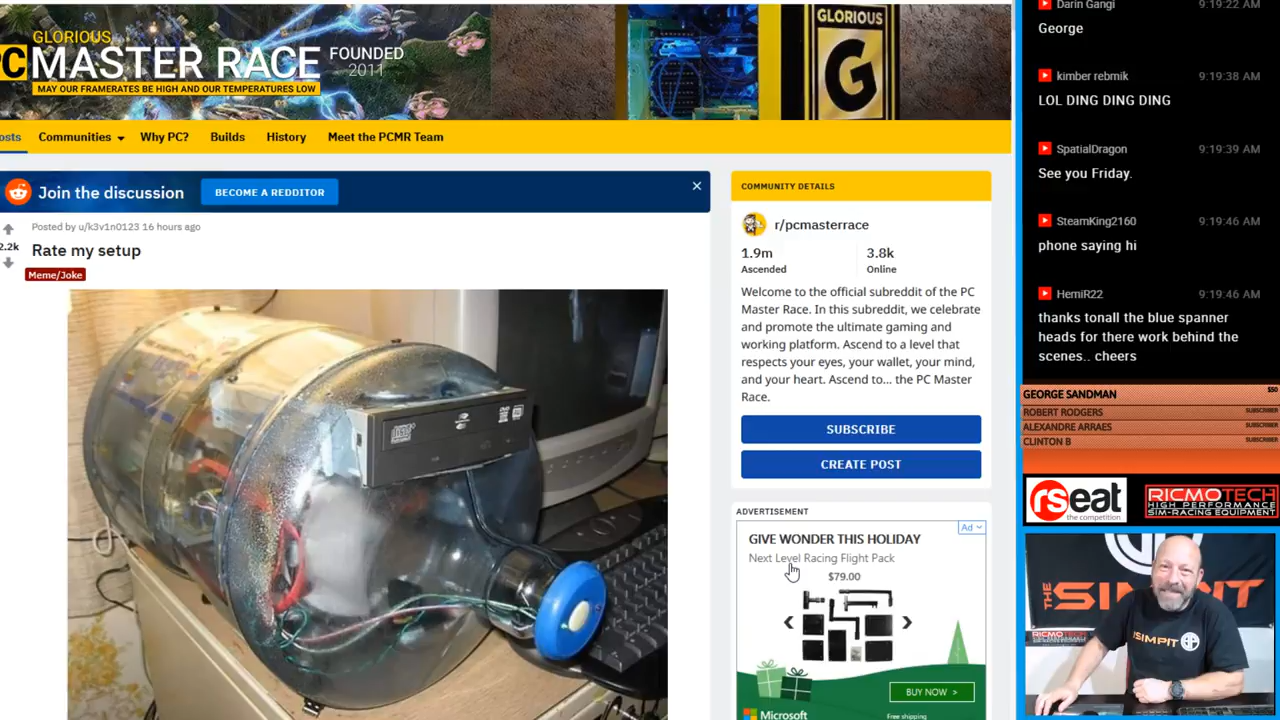 GLORIOUS
PC MASTER RACE
FOUNDED
2011
MAY OUR FRAMERATES BE HIGH AND OUR TEMPERATURES LOW
GLORIOUS
G
osts
Communities
Why PC?
Builds
History
Meet the PCMR Team
Join the discussion
BECOME A REDDITOR
Posted by u/k3v1n0123 16 hours ago
2.2k
Rate my setup
Meme/Joke
COMMUNITY DETAILS
r/pcmasterrace
1.9m
Ascended
3.8k
Online
Welcome to the official subreddit of the PC
Master Race. In this subreddit, we celebrate
and promote the ultimate gaming and
working platform. Ascend to a level that
respects your eyes, your wallet, your mind,
and your heart. Ascend to... the PC Master
Race.
SUBSCRIBE
CREATE POST
ADVERTISEMENT
Ad
GIVE WONDER THIS HOLIDAY
Next Level Racing Flight Pack
$79.00
BUY NOW >
Microsoft
Free shipping
Darin Gangi 9:19:22 AM
George
kimber rebmik 9:19:38 AM
LOL DING DING DING
SpatialDragon 9:19:39 AM
See you Friday.
SteamKing2160 9:19:46 AM
phone saying hi
HemiR22 9:19:46 AM
thanks tonall the blue spanner
heads for there work behind the
scenes.. cheers
GEORGE SANDMAN $50
ROBERT RODGERS SUBSCRIBER
ALEXANDRE ARRAES SUBSCRIBER
CLINTON B SUBSCRIBER
rseat
the competition
RICMOTECH
HIGH PERFORMANCE
SIM-RACING EQUIPMENT
THE SIMPIT
RICMOTECH
SIMPIT